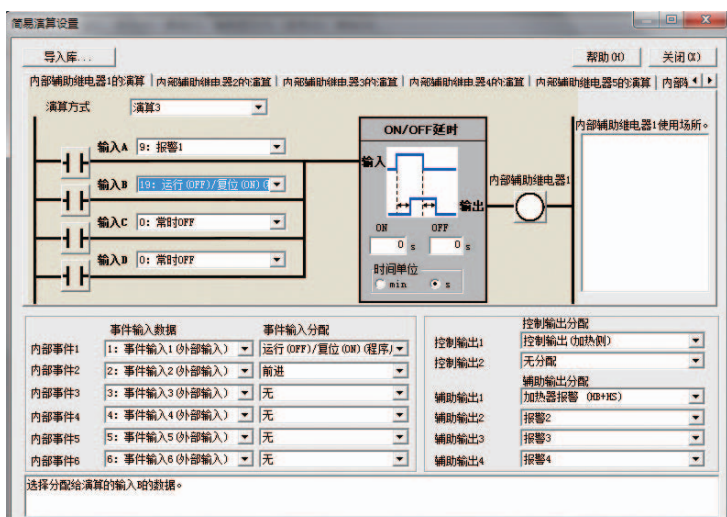 简易演算设置
导入库...
帮助(H)
关闭(X)
内部辅助继电器1的演算
内部辅助继电器2的演算
内部辅助继电器3的演算
内部辅助继电器4的演算
内部辅助继电器5的演算
演算方式
演算3
输入A
9: 报警1
输入B
19: 运行(OFF)/复位(ON)
输入C
0: 常时OFF
输入D
0: 常时OFF
ON/OFF延时
输入
输出
ON
OFF
0 s
0 s
时间单位
min
s
内部辅助继电器1
内部辅助继电器1使用场所。
事件输入数据
事件输入分配
内部事件1
1: 事件输入1(外部输入)
运行(OFF)/复位(ON)(程序
内部事件2
2: 事件输入2(外部输入)
前进
内部事件3
3: 事件输入3(外部输入)
无
内部事件4
4: 事件输入4(外部输入)
无
内部事件5
5: 事件输入5(外部输入)
无
内部事件6
6: 事件输入6(外部输入)
无
控制输出分配
控制输出1
控制输出(加热侧)
控制输出2
无分配
辅助输出分配
辅助输出1
加热器报警 (HB+HS)
辅助输出2
报警2
辅助输出3
报警3
辅助输出4
报警4
选择分配给演算的输入B的数据。